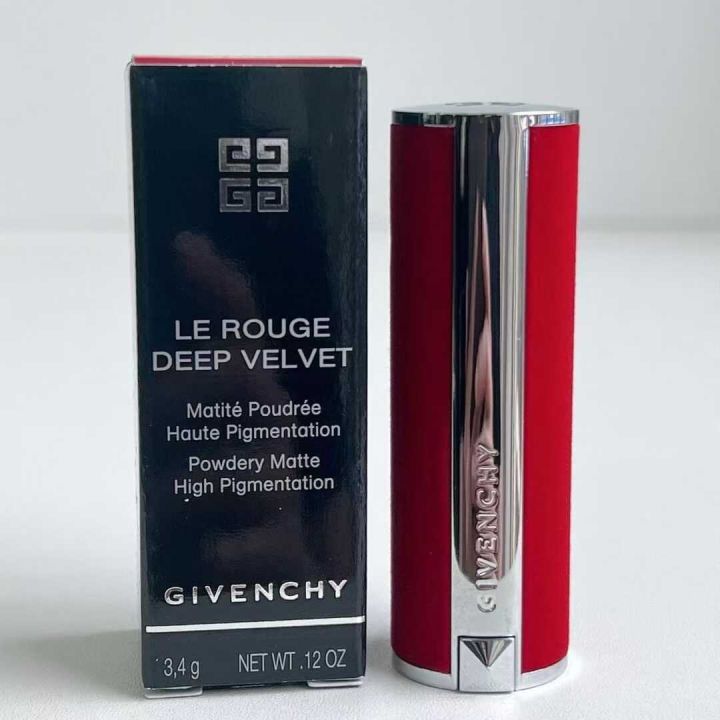 LE ROUGE
DEEP VELVET
Matité Poudrée
Haute Pigmentation
Powdery Matte
High Pigmentation
GIVENCHY
3,4 g NET WT .12 OZ
GIVENCHY